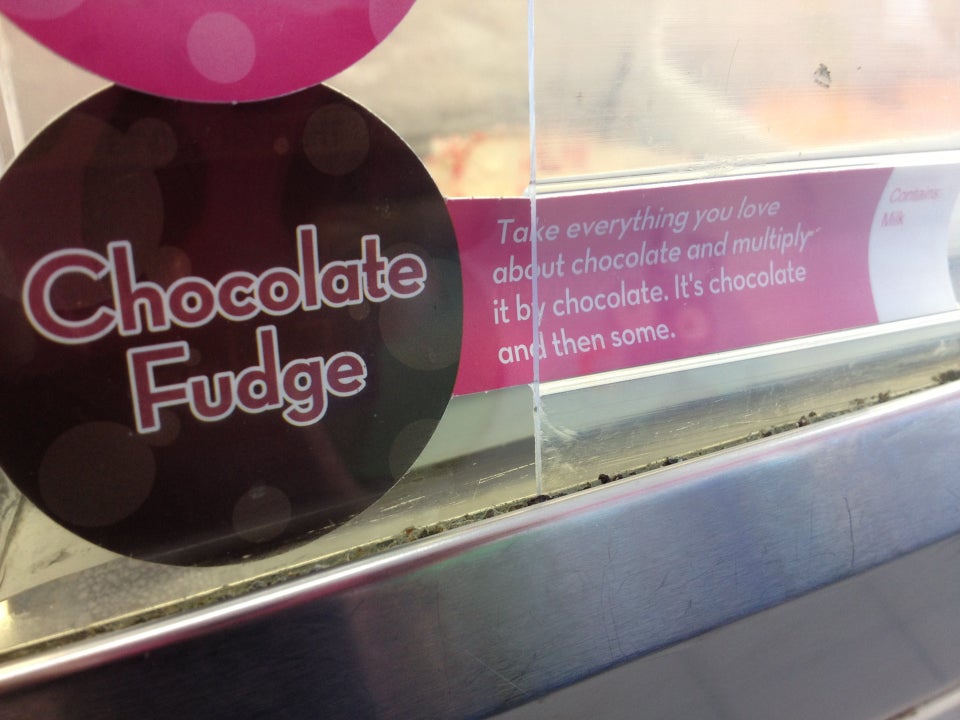 Chocolate
Fudge
Take everything you love
about chocolate and multiply
it by chocolate. It's chocolate
and then some.
Contains:
Milk